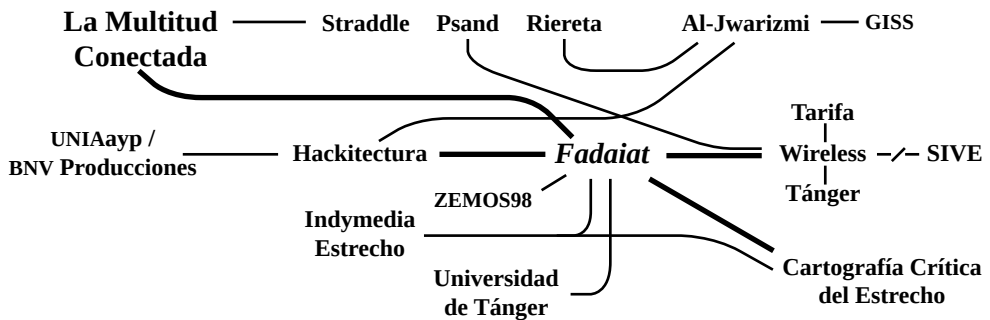 La Multitud
Conectada
Straddle
Psand
Riereta
Al-Jwarizmi
GISS
UNIAayp /
BNV Producciones
Hackitectura
Fadaiat
Tarifa
Wireless
Tánger
SIVE
ZEMOS98
Indymedia
Estrecho
Universidad
de Tánger
Cartografía Crítica
del Estrecho